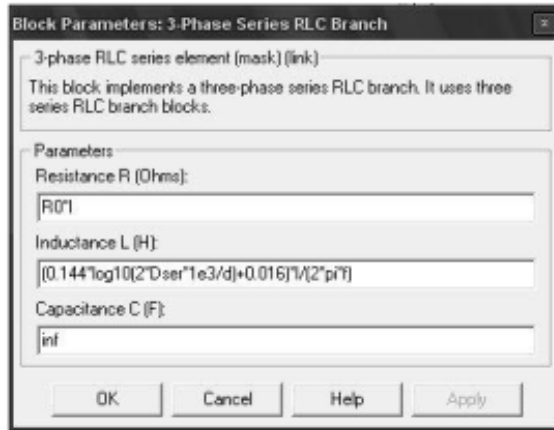 Block Parameters: 3-Phase Series RLC Branch
3-phase RLC series element (mask) (link)
This block implements a three-phase series RLC branch. It uses three
series RLC branch blocks.
Parameters
Resistance R (Ohms):
R0*l
Inductance L (H):
(0.144*log10(2*Dser*1e3/d)+0.016)*l/(2*pi*f)
Capacitance C (F):
inf
OK Cancel Help Apply